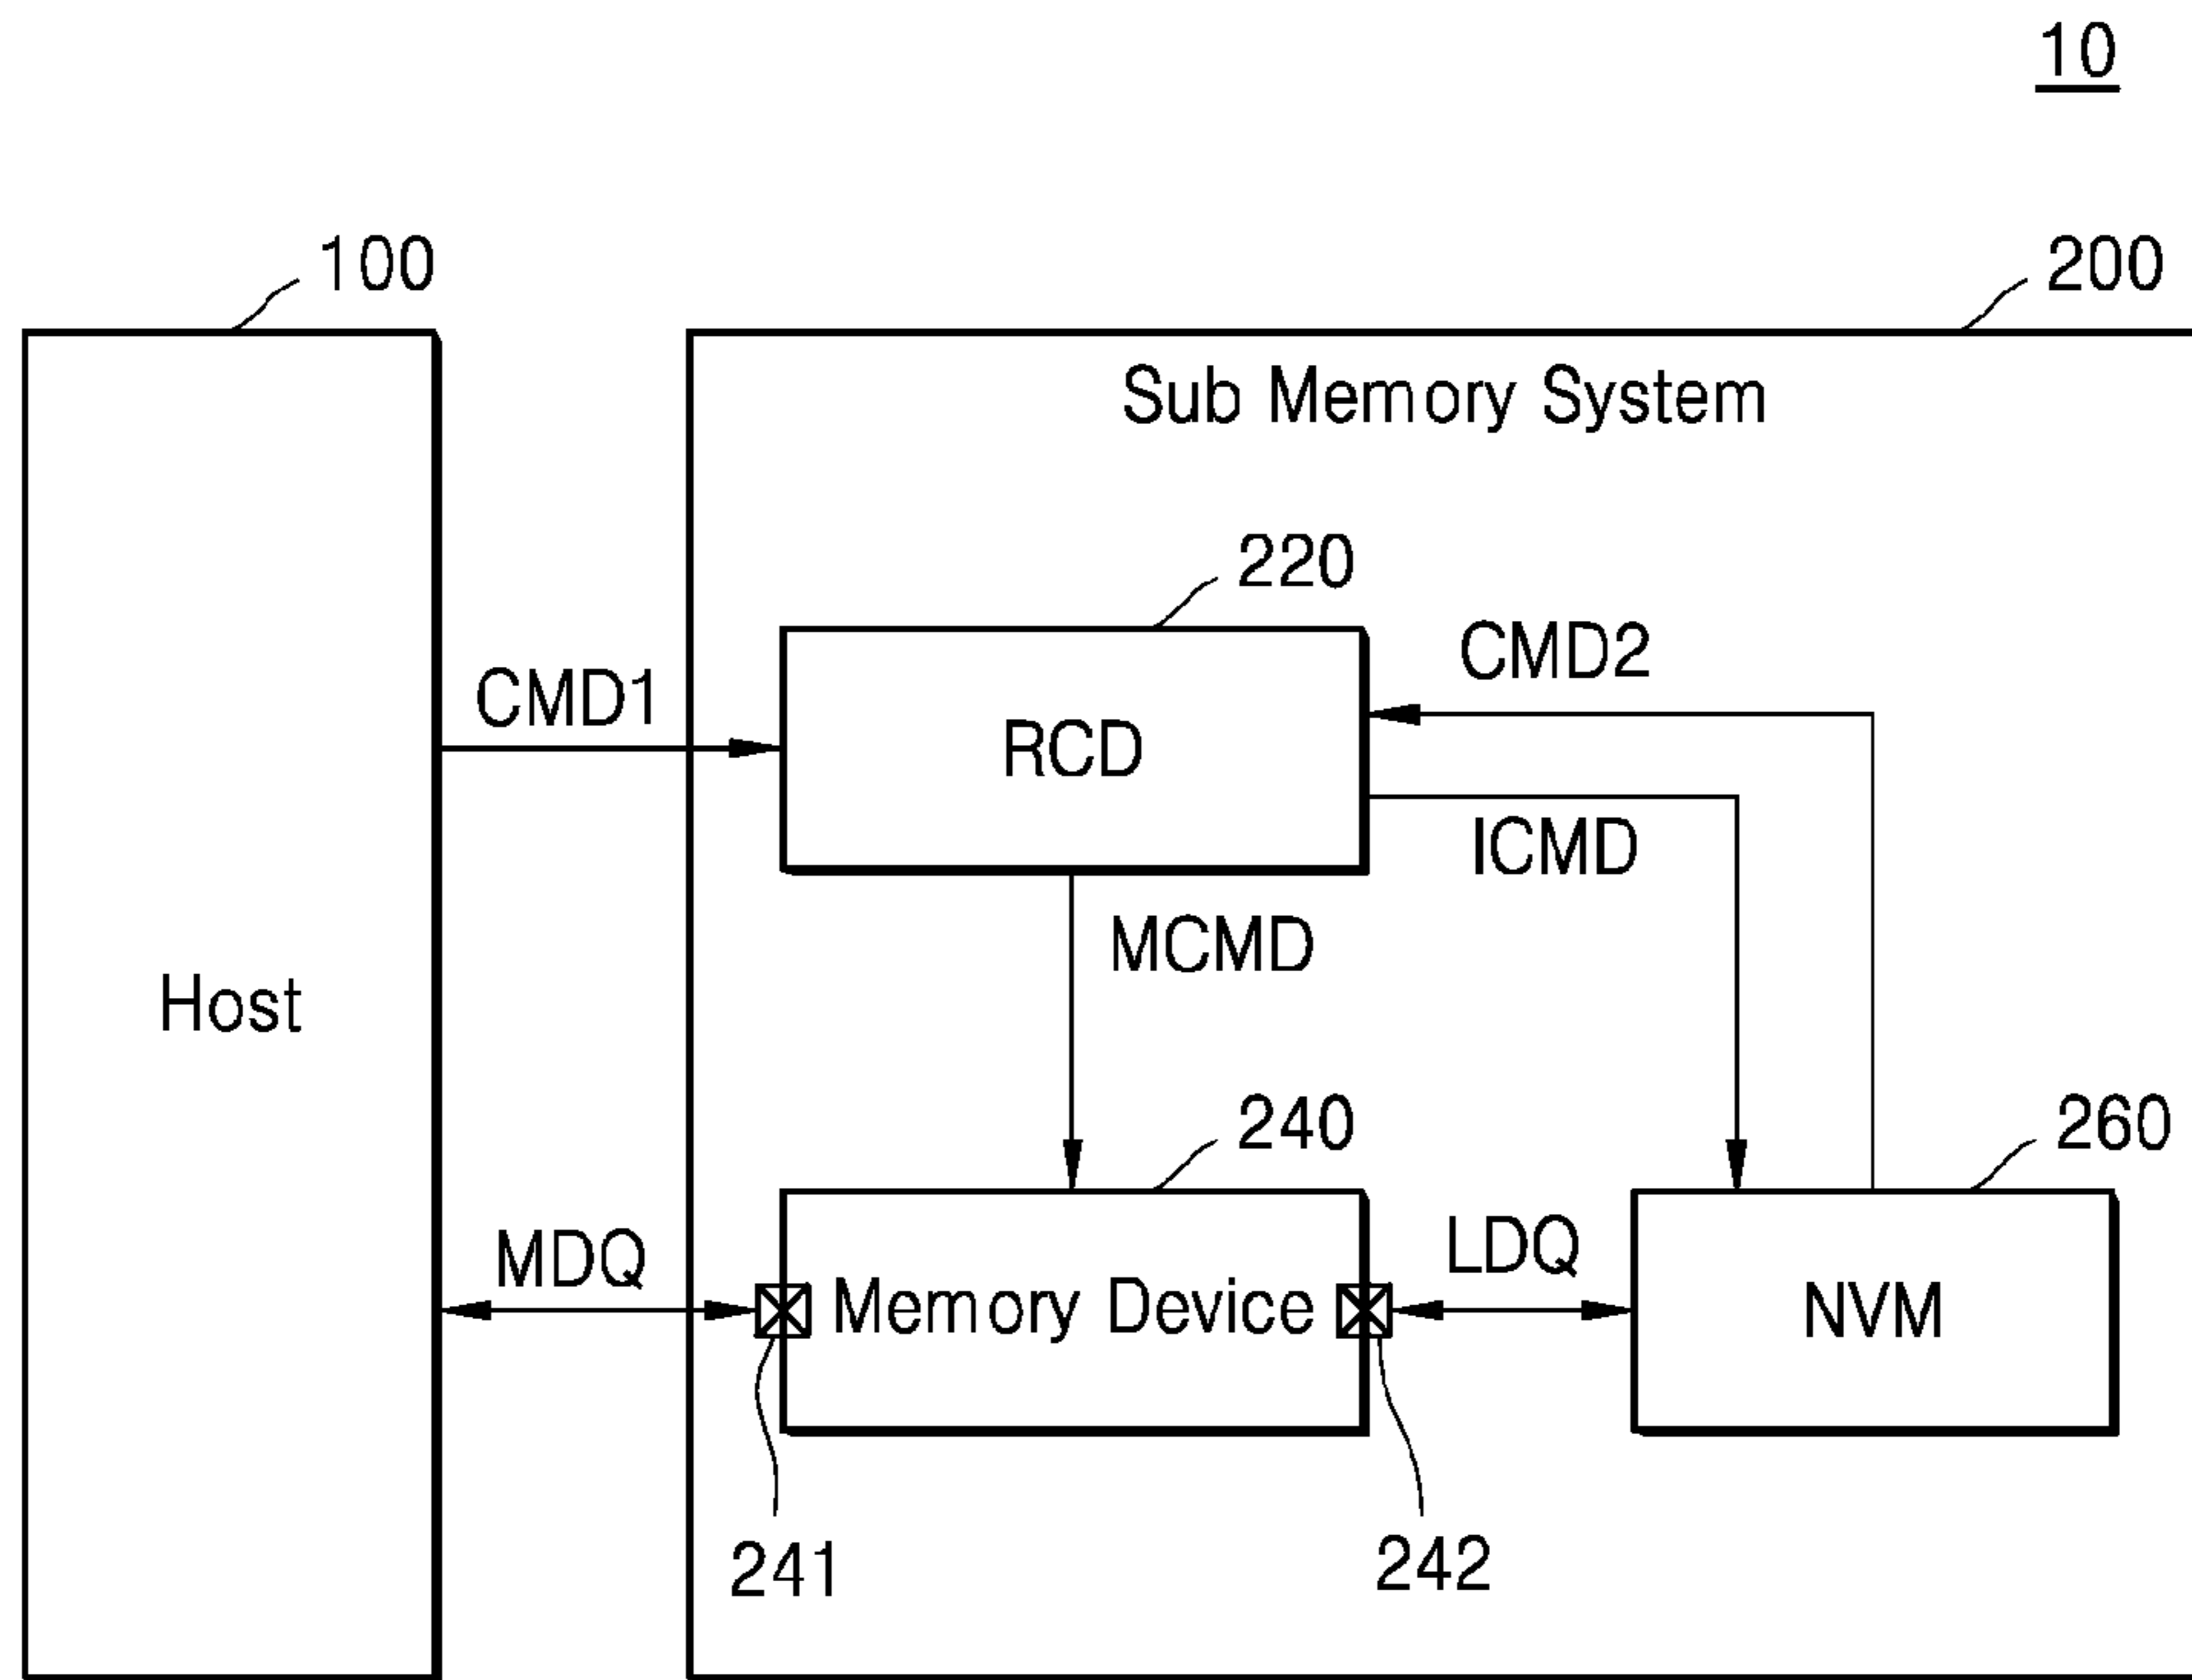 10
100
200
Sub Memory System
220
CMD1
CMD2
RCD
ICMD
MCMD
Host
240
260
MDQ
Memory Device
LDQ
NVM
241
242